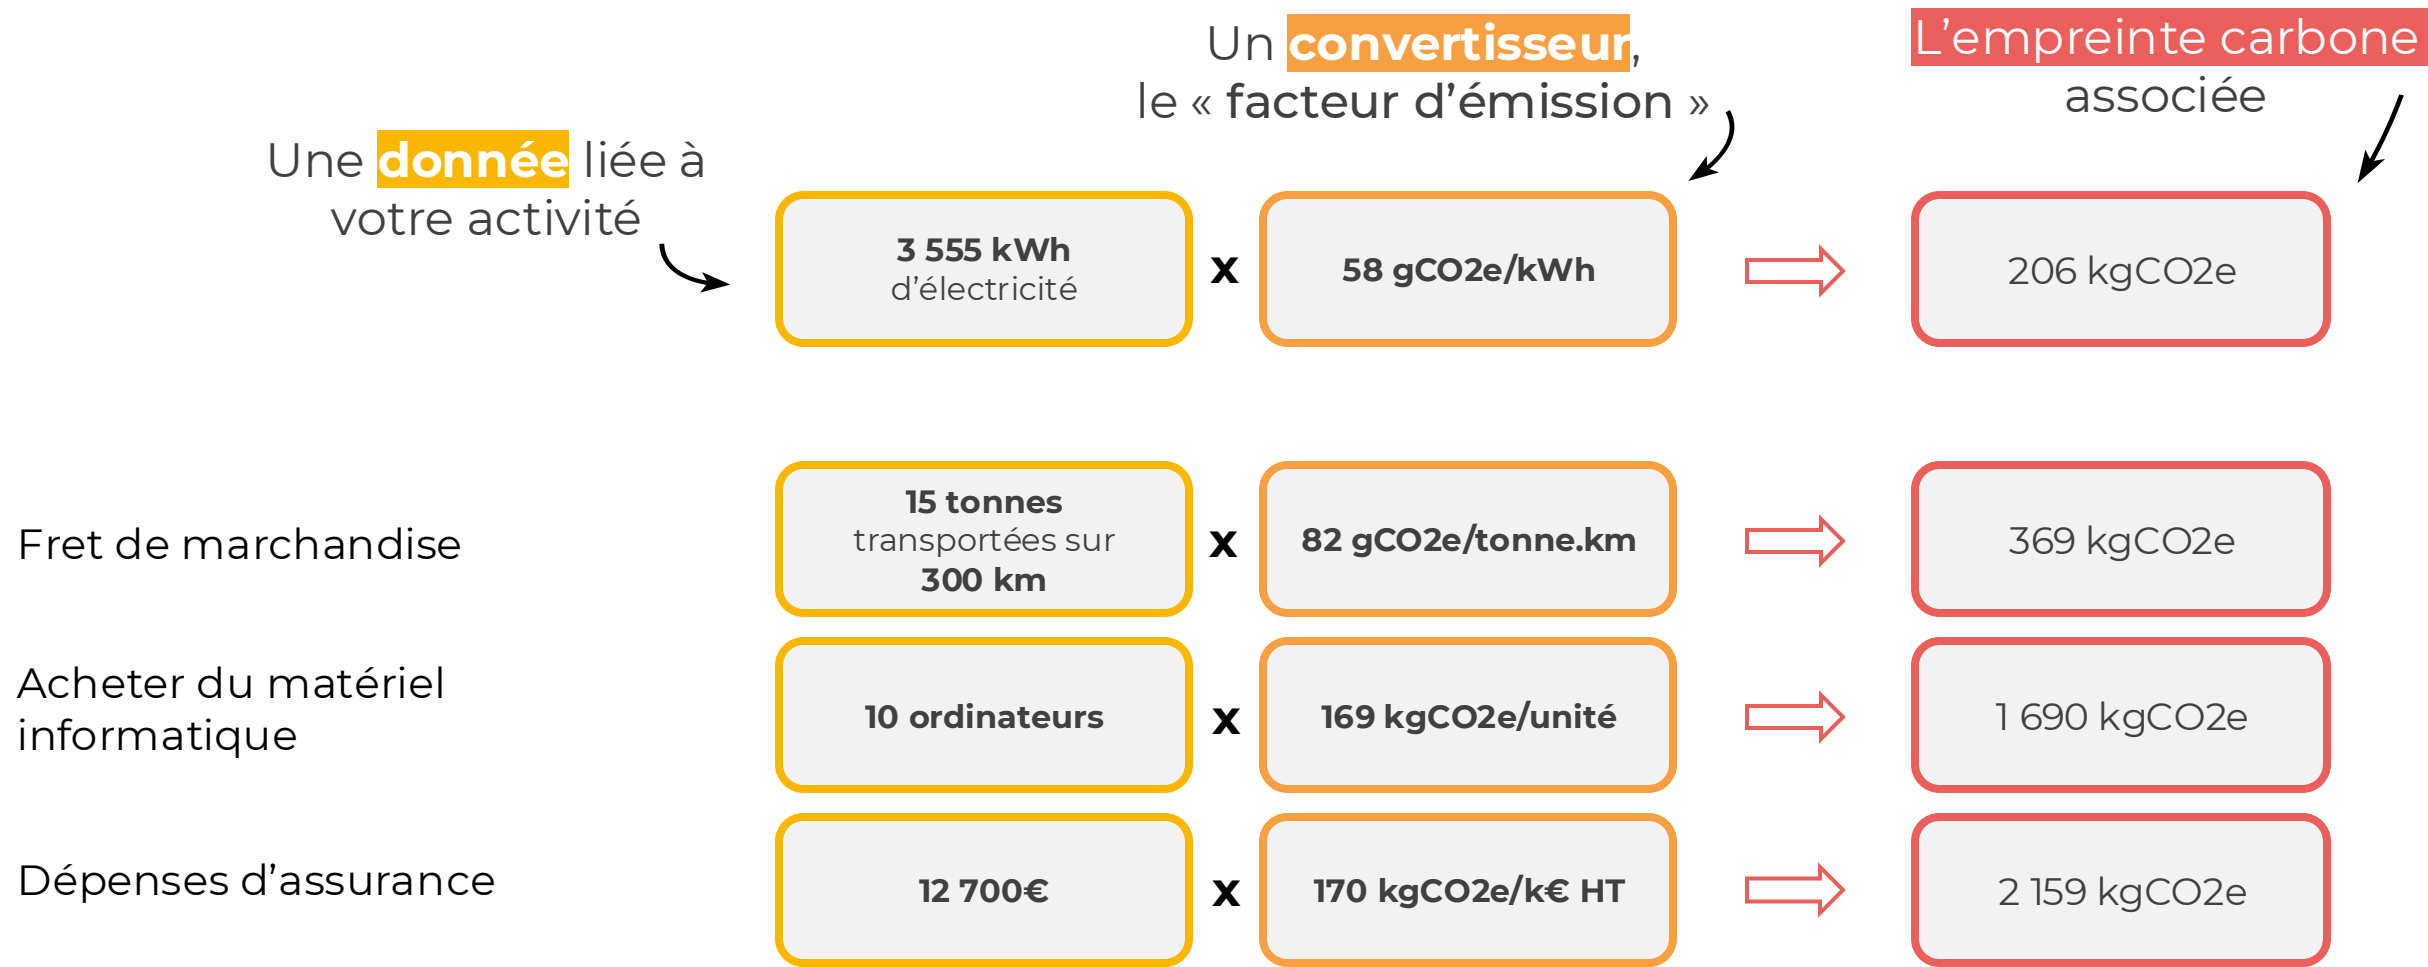 Une donnée liée à
votre activité
Un convertisseur,
le « facteur d’émission »
L’empreinte carbone
associée
3 555 kWh
d’électricité
x
58 gCO2e/kWh
206 kgCO2e
Fret de marchandise
15 tonnes
transportées sur
300 km
x
82 gCO2e/tonne.km
369 kgCO2e
Acheter du matériel
informatique
10 ordinateurs
x
169 kgCO2e/unité
1 690 kgCO2e
Dépenses d’assurance
12 700€
x
170 kgCO2e/k€ HT
2 159 kgCO2e